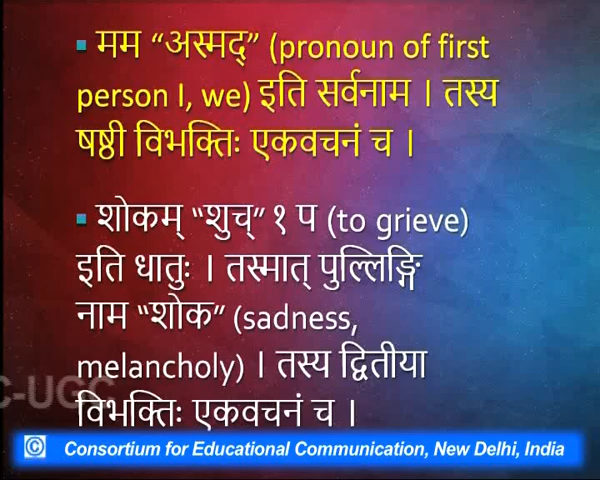 ▪ मम “अस्मद्” (pronoun of first
person I, we) इति सर्वनाम । तस्य
षष्ठी विभक्तिः एकवचनं च ।
▪ शोकम् “शुच्” १ प (to grieve)
इति धातुः । तस्मात् पुल्लिङ्गि
नाम “शोक” (sadness,
melancholy) । तस्य द्वितीया
C-UGC
विभक्तिः एकवचनं च ।
© Consortium for Educational Communication, New Delhi, India